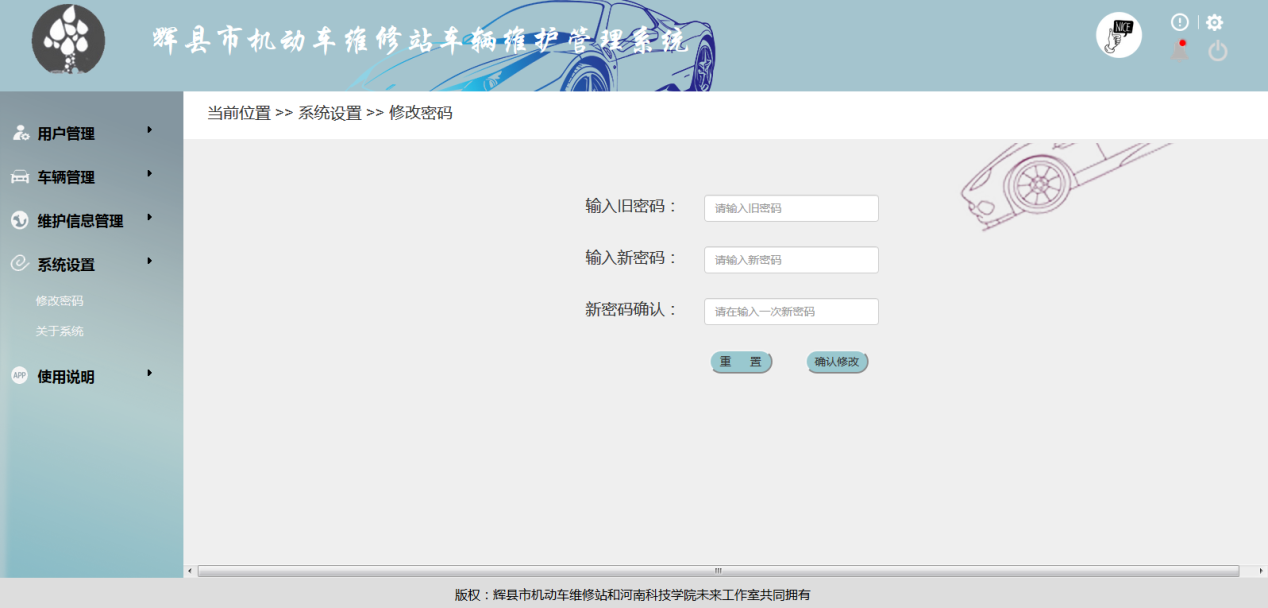 辉县市机动车维修站车辆维护管理系统
NICE
当前位置 >> 系统设置 >> 修改密码
用户管理
车辆管理
维护信息管理
系统设置
修改密码
关于系统
APP 使用说明
输入旧密码： 请输入旧密码
输入新密码： 请输入新密码
新密码确认： 请在输入一次新密码
重 置 确认修改
版权：辉县市机动车维修站和河南科技学院未来工作室共同拥有